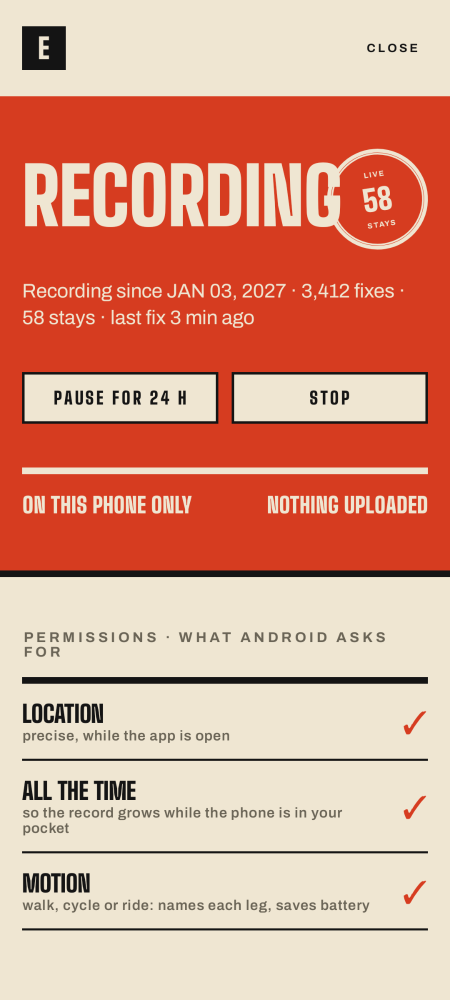 E
CLOSE
RECORDING
LIVE
58
STAYS
Recording since JAN 03, 2027 · 3,412 fixes ·
58 stays · last fix 3 min ago
PAUSE FOR 24 H
STOP
ON THIS PHONE ONLY
NOTHING UPLOADED
PERMISSIONS · WHAT ANDROID ASKS
FOR
LOCATION
precise, while the app is open
✓
ALL THE TIME
so the record grows while the phone is in your
pocket
✓
MOTION
walk, cycle or ride: names each leg, saves battery
✓